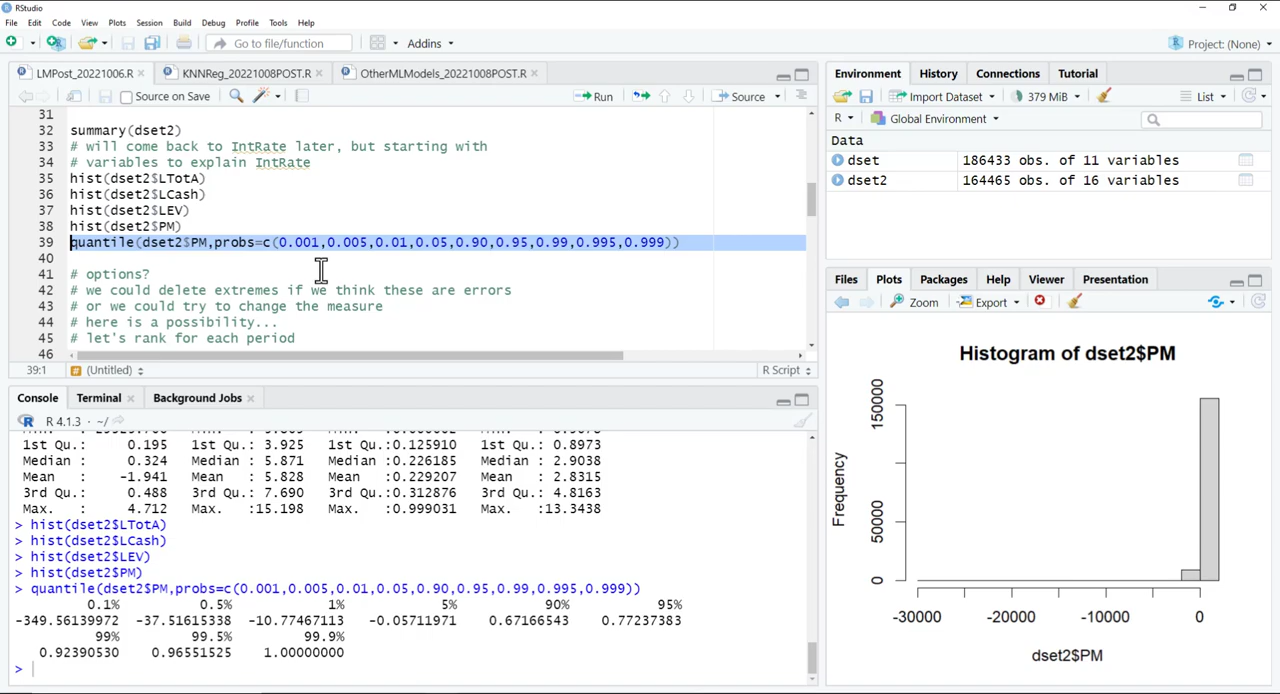 RStudio
File Edit Code View Plots Session Build Debug Profile Tools Help
Go to file/function Addins Project: (None)
LMPost_20221006.R KNNReg_20221008POST.R OtherMLModels_20221008POST.R
Source on Save Run Source
31
32 summary(dset2)
33 # will come back to IntRate later, but starting with
34 # variables to explain IntRate
35 hist(dset2$LTotA)
36 hist(dset2$LCash)
37 hist(dset2$LEV)
38 hist(dset2$PM)
39 quantile(dset2$PM,probs=c(0.001,0.005,0.01,0.05,0.90,0.95,0.99,0.995,0.999))
40
41 # options?
42 # we could delete extremes if we think these are errors
43 # or we could try to change the measure
44 # here is a possibility...
45 # let's rank for each period
46
39:1 (Untitled) R Script
Console Terminal Background Jobs
R 4.1.3 · ~/
1st Qu.: 0.195 1st Qu.: 3.925 1st Qu.:0.125910 1st Qu.: 0.8973
Median : 0.324 Median : 5.871 Median :0.226185 Median : 2.9038
Mean : -1.941 Mean : 5.828 Mean :0.229207 Mean : 2.8315
3rd Qu.: 0.488 3rd Qu.: 7.690 3rd Qu.:0.312876 3rd Qu.: 4.8163
Max. : 4.712 Max. :15.198 Max. :0.999031 Max. :13.3438
> hist(dset2$LTotA)
> hist(dset2$LCash)
> hist(dset2$LEV)
> hist(dset2$PM)
> quantile(dset2$PM,probs=c(0.001,0.005,0.01,0.05,0.90,0.95,0.99,0.995,0.999))
0.1% 0.5% 1% 5% 90% 95%
-349.56139972 -37.51615338 -10.77467113 -0.05711971 0.67166543 0.77237383
99% 99.5% 99.9%
0.92390530 0.96551525 1.00000000
>
Environment History Connections Tutorial
Import Dataset 379 MiB List
R Global Environment
Data
dset 186433 obs. of 11 variables
dset2 164465 obs. of 16 variables
Files Plots Packages Help Viewer Presentation
Zoom Export
Histogram of dset2$PM
Frequency
150000
50000
0
-30000 -20000 -10000 0
dset2$PM